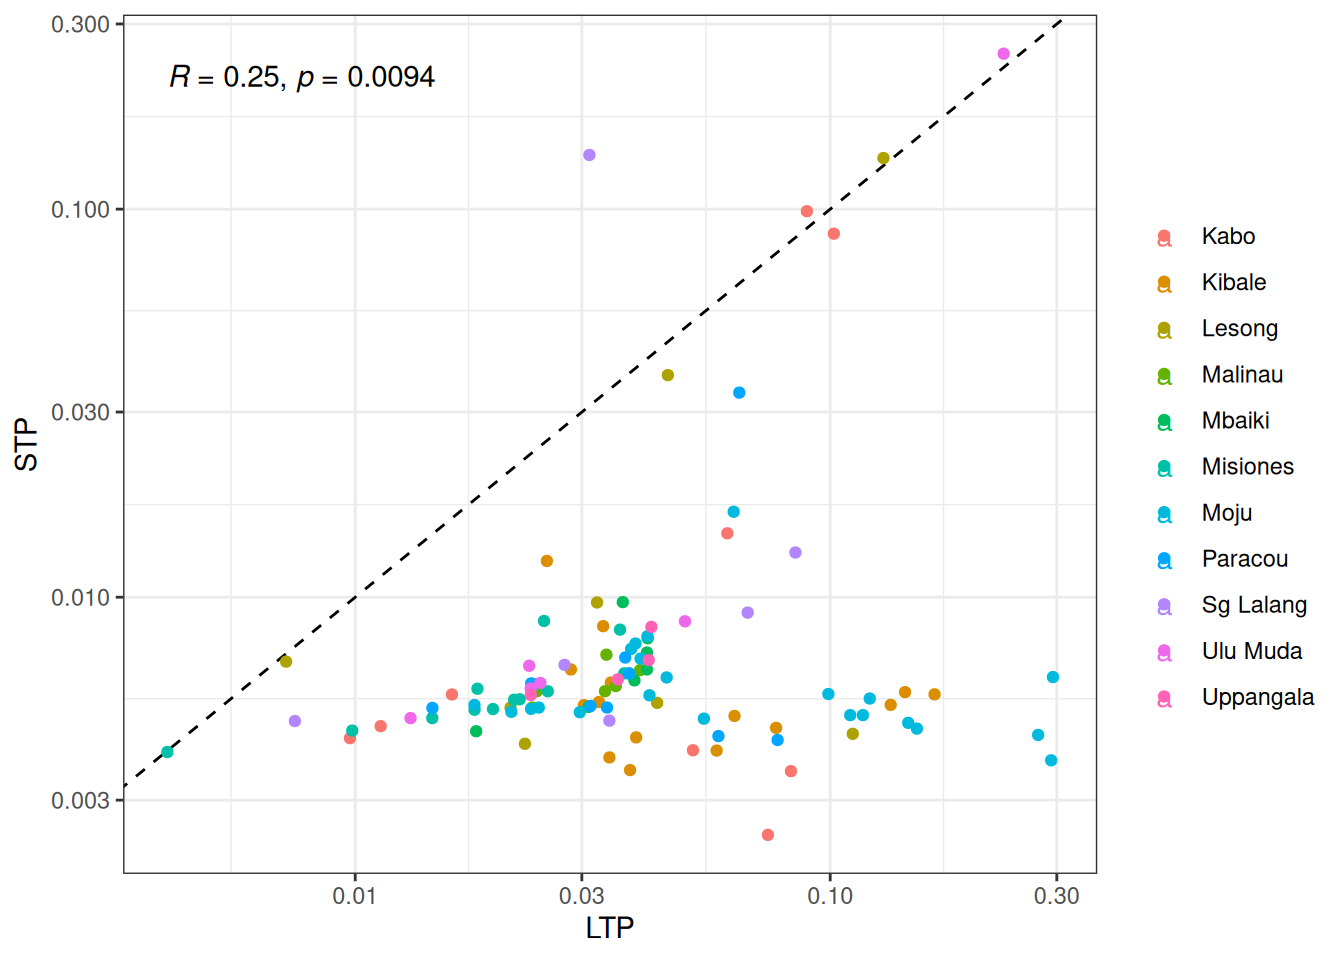 0.300
R = 0.25, p = 0.0094
0.100
0.030
0.010
0.003
STP
0.01 0.03 0.10 0.30
LTP
a Kabo
a Kibale
a Lesong
a Malinau
a Mbaiki
a Misiones
a Moju
a Paracou
a Sg Lalang
a Ulu Muda
a Uppangala